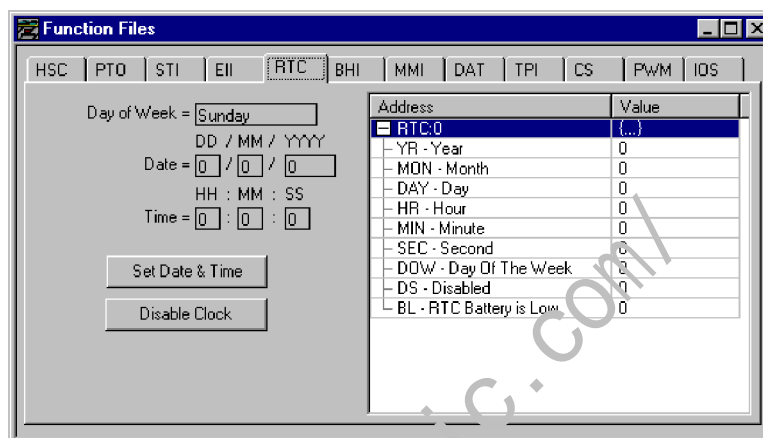 Function Files
HSC PTO STI EII RTC BHI MMI DAT TPI CS PWM IOS
Day of Week = Sunday
DD / MM / YYYY
Date = 0 / 0 / 0
HH : MM : SS
Time = 0 : 0 : 0
Set Date & Time
Disable Clock
Address Value
RTC:0 {...}
YR - Year 0
MON - Month 0
DAY - Day 0
HR - Hour 0
MIN - Minute 0
SEC - Second 0
DOW - Day Of The Week 0
DS - Disabled 0
BL - RTC Battery is Low 0
ic.com/